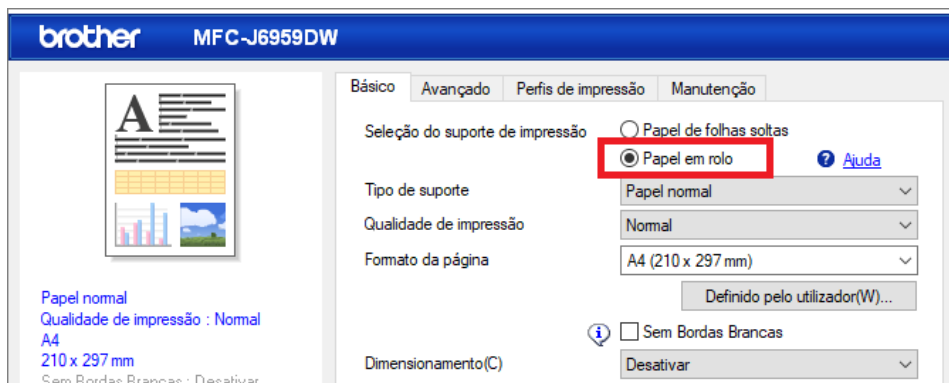 brother MFC-J6959DW
Básico Avançado Perfis de impressão Manutenção
Seleção do suporte de impressão Papel de folhas soltas
Papel em rolo Ajuda
Tipo de suporte Papel normal
Qualidade de impressão Normal
Formato da página A4 (210 x 297 mm)
Definido pelo utilizador(W)...
Sem Bordas Brancas
Dimensionamento(C) Desativar
A
Papel normal
Qualidade de impressão : Normal
A4
210 x 297 mm
Sem Bordas Brancas : Desativar